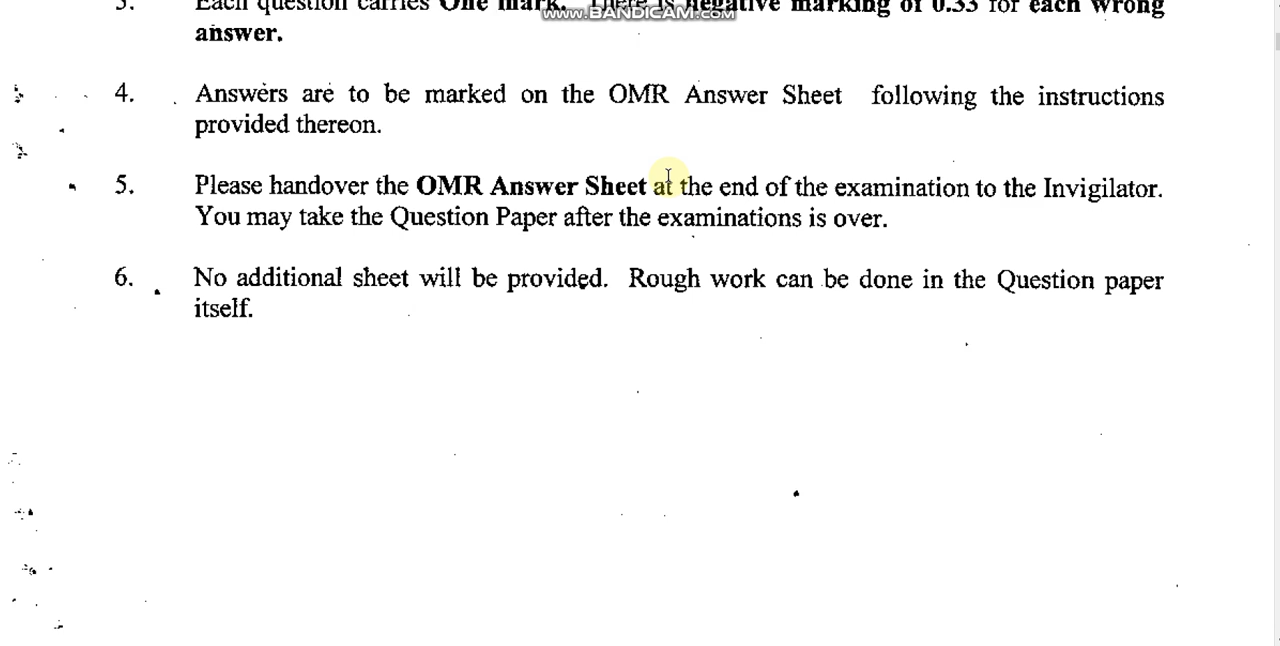 3. Each question carries One mark. There is negative marking of 0.33 for each wrong
www.BANDICAM.com
answer.
4. Answers are to be marked on the OMR Answer Sheet following the instructions
provided thereon.
5. Please handover the OMR Answer Sheet at the end of the examination to the Invigilator.
You may take the Question Paper after the examinations is over.
6. No additional sheet will be provided. Rough work can be done in the Question paper
itself.